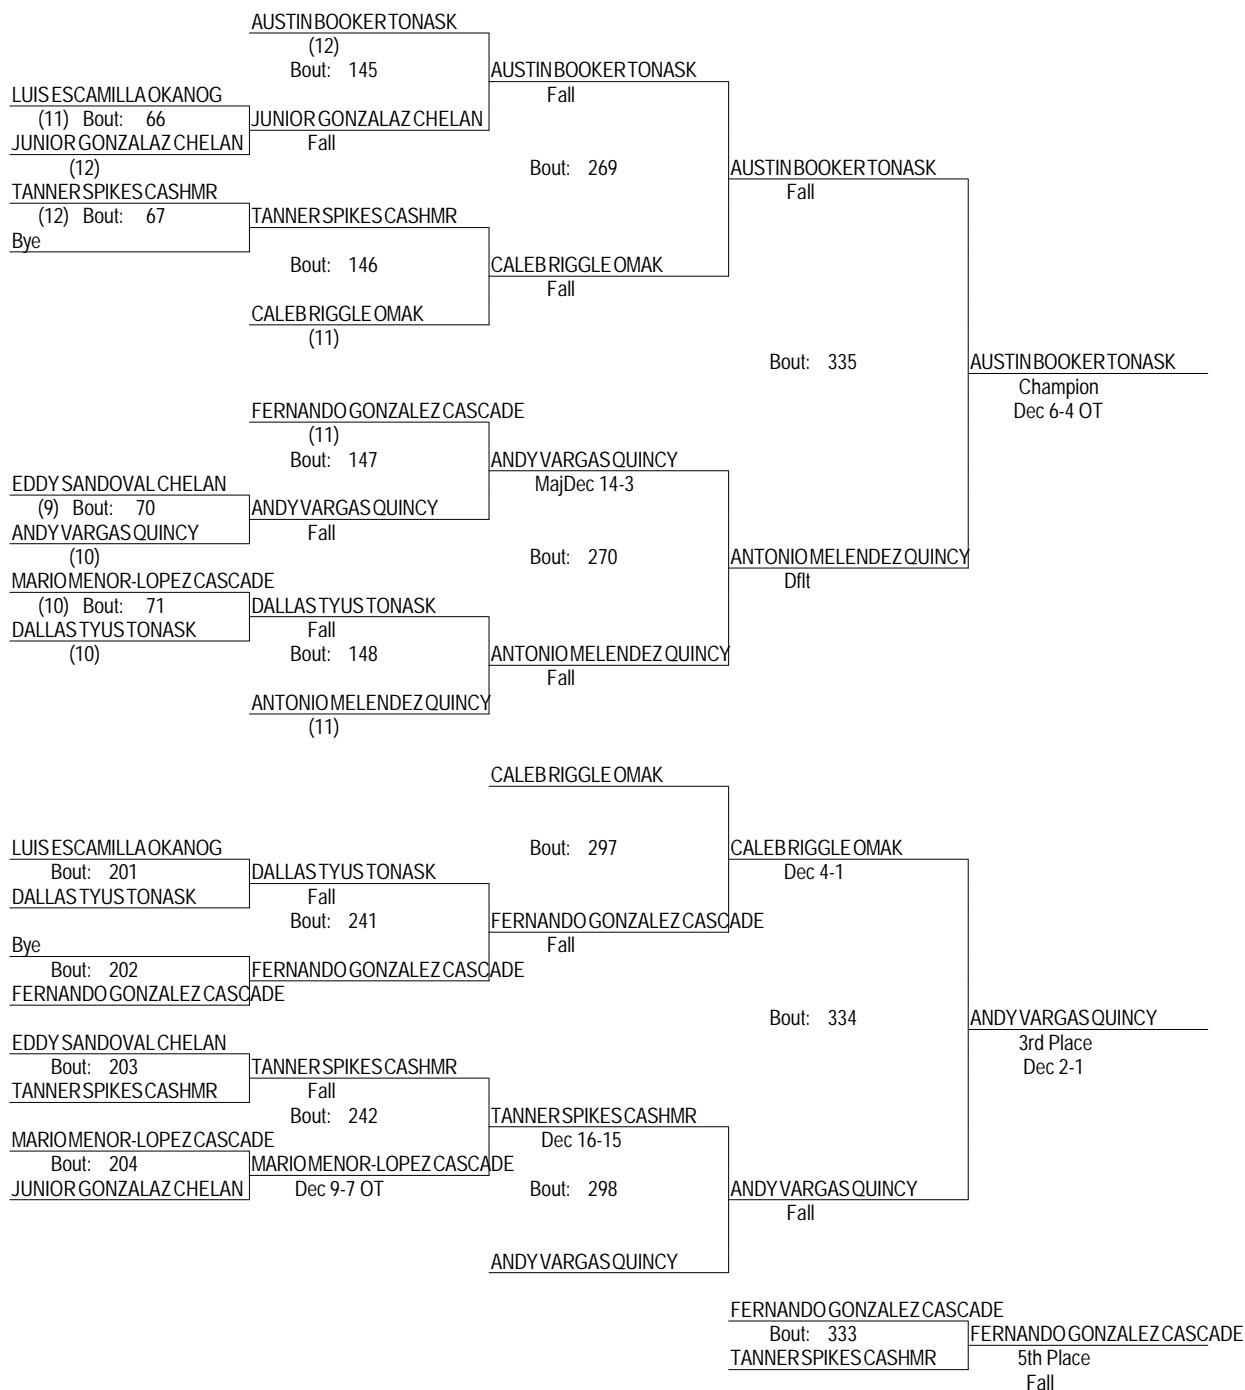 AUSTIN BOOKER TONASK
(12)
Bout: 145
AUSTIN BOOKER TONASK
Fall
LUIS ESCAMILLA OKANOG
(11) Bout: 66
JUNIOR GONZALAZ CHELAN
Fall
JUNIOR GONZALAZ CHELAN
(12)
Bout: 269
AUSTIN BOOKER TONASK
Fall
TANNER SPIKES CASHMR
(12) Bout: 67
TANNER SPIKES CASHMR
Bye
Bout: 146
CALEB RIGGLE OMAK
Fall
CALEB RIGGLE OMAK
(11)
Bout: 335
AUSTIN BOOKER TONASK
Champion
Dec 6-4 OT
FERNANDO GONZALEZ CASCADE
(11)
Bout: 147
ANDY VARGAS QUINCY
MajDec 14-3
EDDY SANDOVAL CHELAN
(9) Bout: 70
ANDY VARGAS QUINCY
Fall
ANDY VARGAS QUINCY
(10)
Bout: 270
ANTONIO MELENDEZ QUINCY
Dflt
MARIO MENOR-LOPEZ CASCADE
(10) Bout: 71
DALLAS TYUS TONASK
Fall
DALLAS TYUS TONASK
(10)
Bout: 148
ANTONIO MELENDEZ QUINCY
Fall
ANTONIO MELENDEZ QUINCY
(11)
CALEB RIGGLE OMAK
LUIS ESCAMILLA OKANOG
Bout: 297
CALEB RIGGLE OMAK
Dec 4-1
Bout: 201
DALLAS TYUS TONASK
Fall
DALLAS TYUS TONASK
Bout: 241
FERNANDO GONZALEZ CASCADE
Fall
Bye
Bout: 202
FERNANDO GONZALEZ CASCADE
FERNANDO GONZALEZ CASCADE
Bout: 334
ANDY VARGAS QUINCY
3rd Place
Dec 2-1
EDDY SANDOVAL CHELAN
Bout: 203
TANNER SPIKES CASHMR
Fall
TANNER SPIKES CASHMR
Bout: 242
TANNER SPIKES CASHMR
Dec 16-15
MARIO MENOR-LOPEZ CASCADE
Bout: 204
MARIO MENOR-LOPEZ CASCADE
Dec 9-7 OT
JUNIOR GONZALAZ CHELAN
Bout: 298
ANDY VARGAS QUINCY
Fall
ANDY VARGAS QUINCY
FERNANDO GONZALEZ CASCADE
Bout: 333
FERNANDO GONZALEZ CASCADE
TANNER SPIKES CASHMR
5th Place
Fall